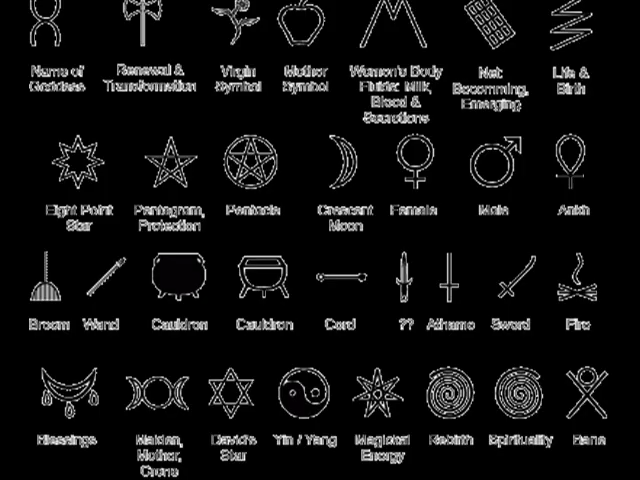 Name of
Goddess
Renewal &
Transformation
Virgin
Symbol
Mother
Symbol
Women's Body
Fluids: Milk,
Blood &
Secretions
Net:
Becomming,
Emerging
Life &
Birth
Eight Point
Star
Pentagram,
Protection
Pentacle
Crescent
Moon
Female
Male
Ankh
Broom
Wand
Cauldron
Cauldron
Cord
??
Athame
Sword
Fire
Blessings
Maiden,
Mother,
Crone
David's
Star
Yin / Yang
Magickal
Energy
Rebirth
Spirituality
Bane